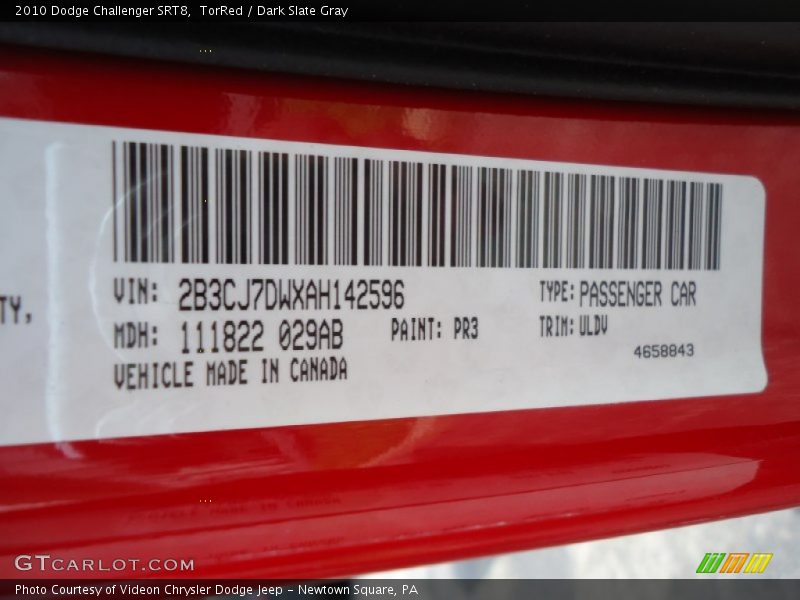 2010 Dodge Challenger SRT8,  TorRed / Dark Slate Gray
TY,
VIN: 2B3CJ7DWXAH142596
TYPE: PASSENGER CAR
MDH: 111822 029AB
PAINT: PR3
TRIM: ULDV
4658843
VEHICLE MADE IN CANADA
GTCARLOT.COM
Photo Courtesy of Videon Chrysler Dodge Jeep - Newtown Square, PA